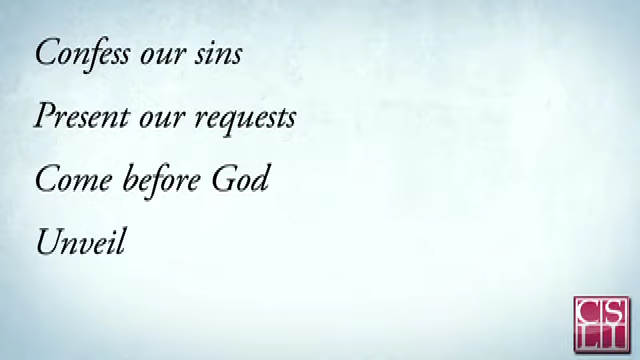 Confess our sins
Present our requests
Come before God
Unveil
CS
LI